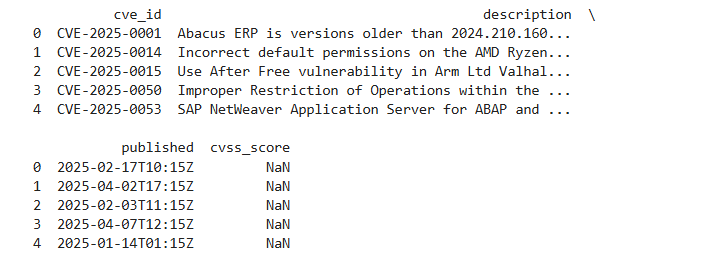 cve_id description \
0 CVE-2025-0001 Abacus ERP is versions older than 2024.210.160...
1 CVE-2025-0014 Incorrect default permissions on the AMD Ryzen...
2 CVE-2025-0015 Use After Free vulnerability in Arm Ltd Valhal...
3 CVE-2025-0050 Improper Restriction of Operations within the ...
4 CVE-2025-0053 SAP NetWeaver Application Server for ABAP and ...
published cvss_score
0 2025-02-17T10:15Z NaN
1 2025-04-02T17:15Z NaN
2 2025-02-03T11:15Z NaN
3 2025-04-07T12:15Z NaN
4 2025-01-14T01:15Z NaN